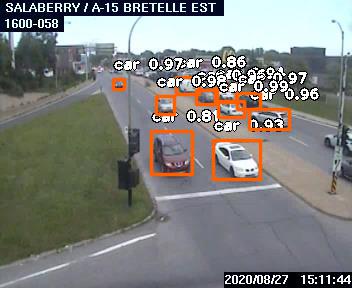 SALABERRY / A-15 BRETELLE EST
1600-058
car 0.97
car 0.86
car 0.97
car 0.99
car 0.96
car 0.81
car 0.93
2020/08/27 15:11:44